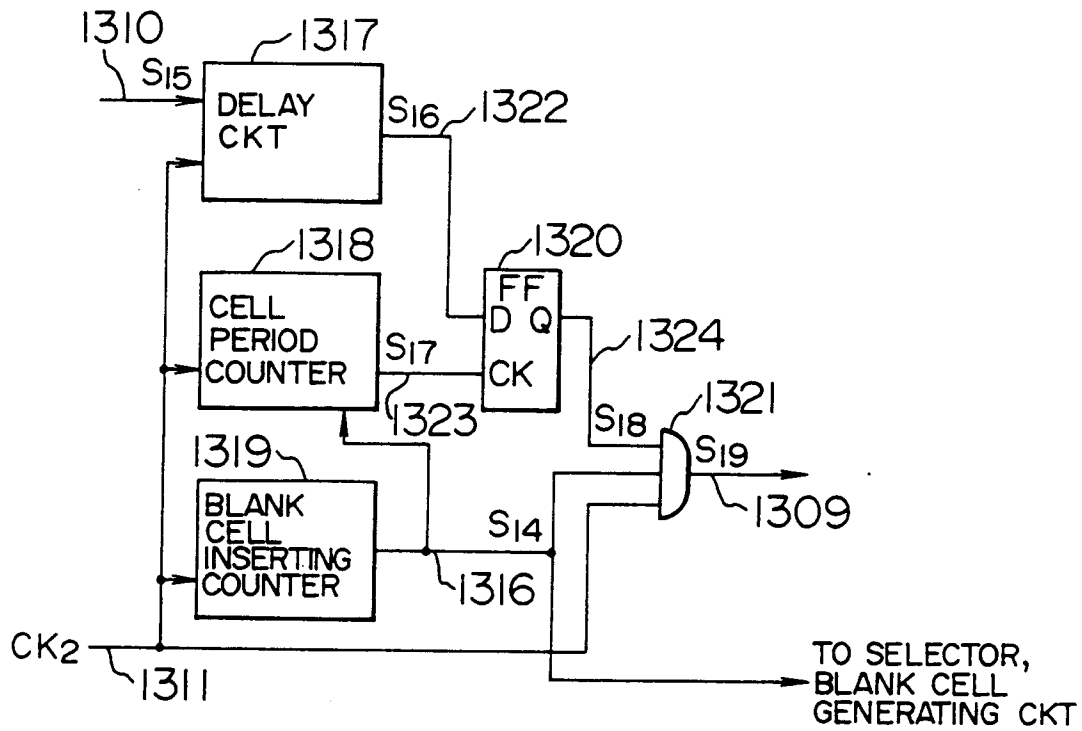 1310
1317
S15
DELAY
CKT
S16
1322
1318
1320
CELL
PERIOD
COUNTER
FF
D Q
CK
S17
1323
1324
1321
S18
S19
1309
1319
BLANK
CELL
INSERTING
COUNTER
S14
1316
CK2
1311
TO SELECTOR,
BLANK CELL
GENERATING CKT